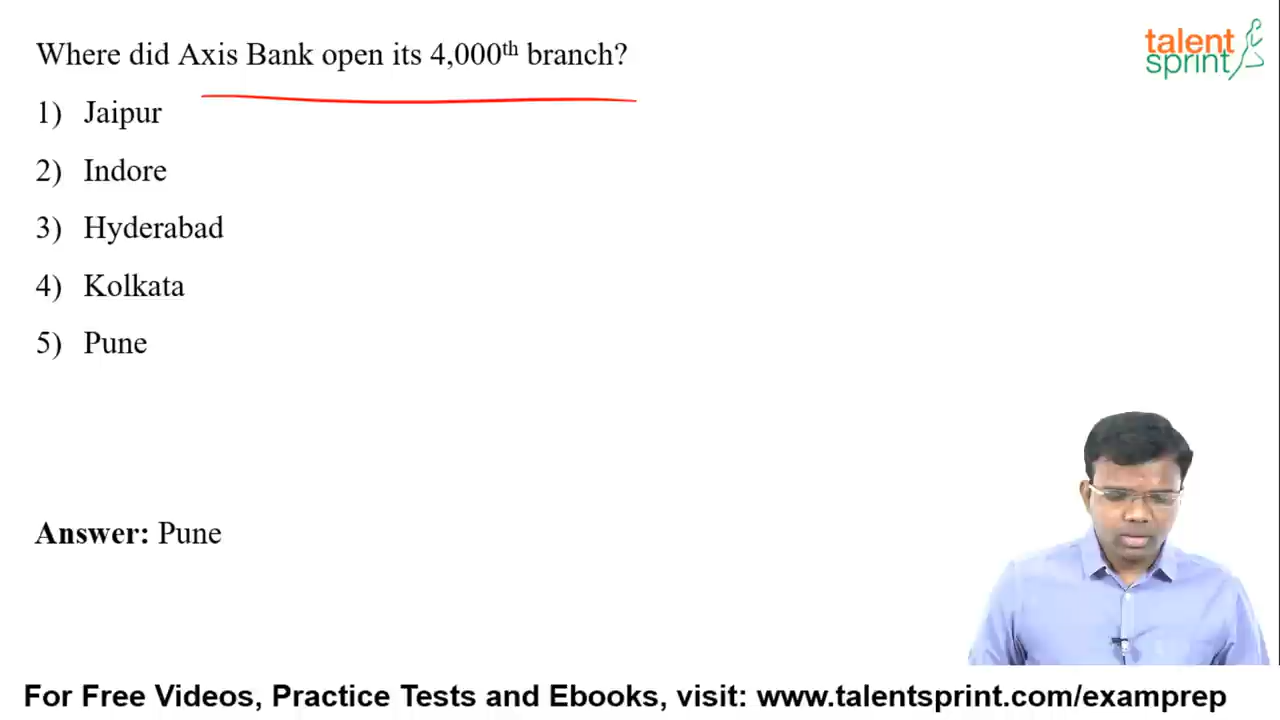 Where did Axis Bank open its 4,000th branch?
talent
sprint
1) Jaipur
2) Indore
3) Hyderabad
4) Kolkata
5) Pune
Answer: Pune
For Free Videos, Practice Tests and Ebooks, visit: www.talentsprint.com/examprep